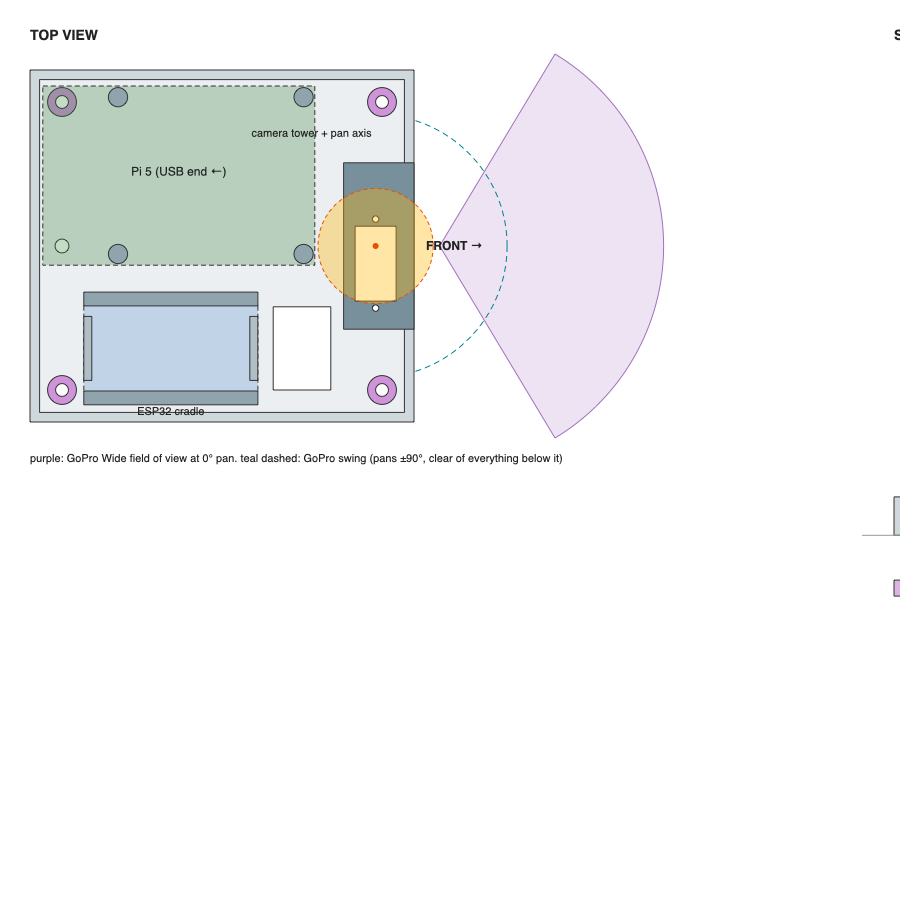 TOP VIEW
S
camera tower + pan axis
Pi 5 (USB end ←)
FRONT →
ESP32 cradle
purple: GoPro Wide field of view at 0° pan. teal dashed: GoPro swing (pans ±90°, clear of everything below it)